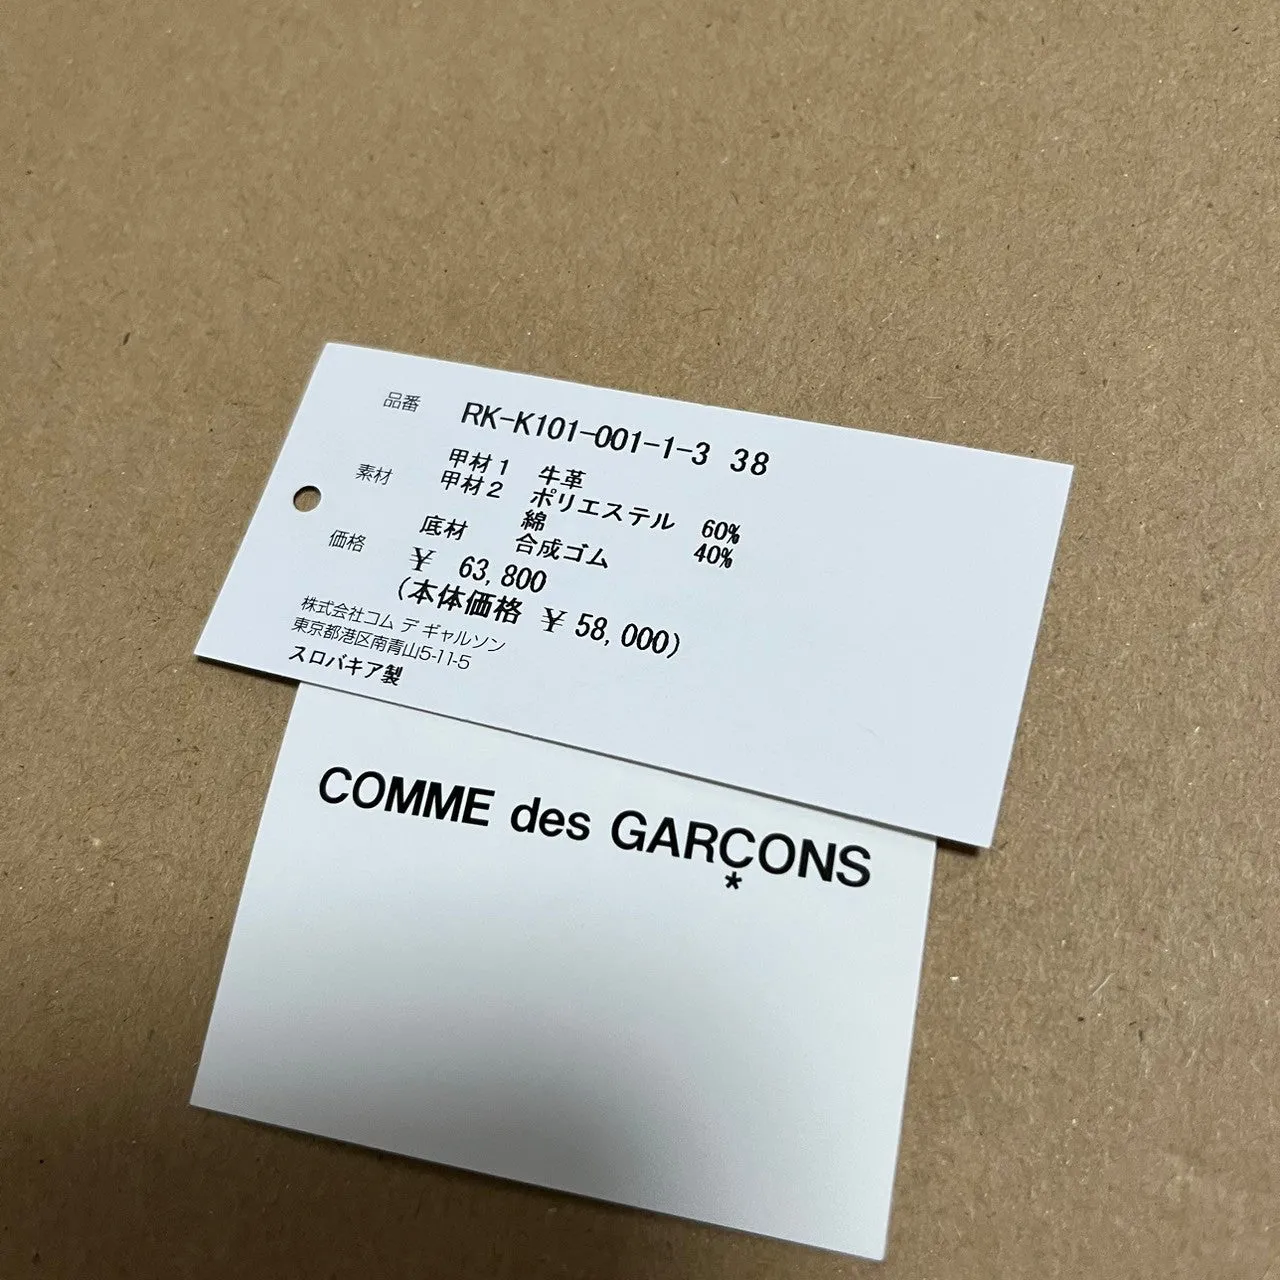 品番 RK-K101-001-1-3 38
素材 甲材1 牛革
甲材2 ポリエステル 60%
綿 40%
底材 合成ゴム
価格 ¥ 63,800
(本体価格 ¥58,000)
株式会社コム デ ギャルソン
東京都港区南青山5-11-5
スロバキア製
COMME des GARÇONS
*